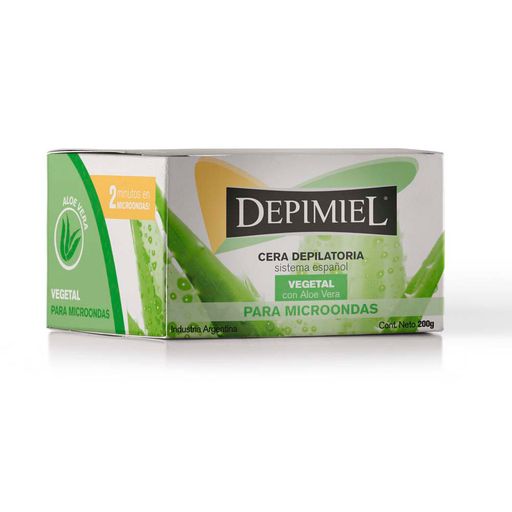 ALOE VERA
2 minutos en
MICROONDAS!
VEGETAL
PARA MICROONDAS
DEPIMIEL®
CERA DEPILATORIA
sistema español
VEGETAL
con Aloe Vera
PARA MICROONDAS
Industria Argentina
Cont. Neto 200g